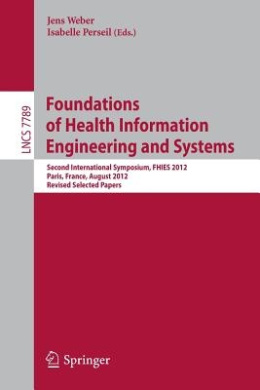 Jens Weber
Isabelle Perseil (Eds.)
LNCS 7789
Foundations
of Health Information
Engineering and Systems
Second International Symposium, FHIES 2012
Paris, France, August 2012
Revised Selected Papers
Springer